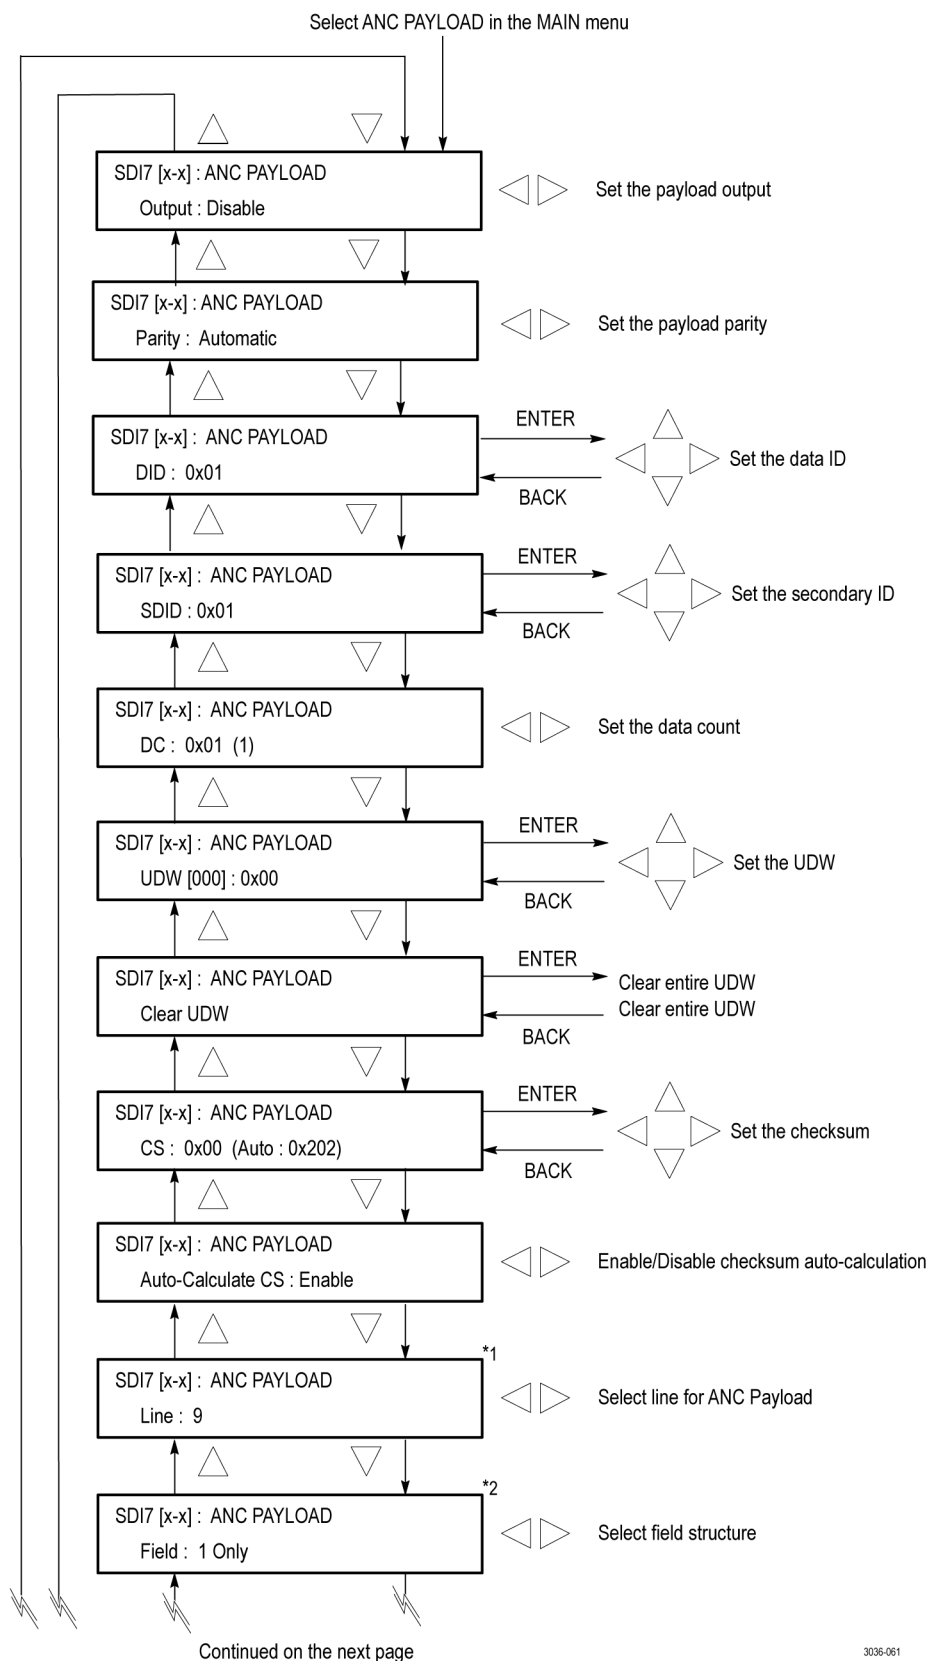 Select ANC PAYLOAD in the MAIN menu
SDI7 [x-x] : ANC PAYLOAD
Output : Disable
Set the payload output
SDI7 [x-x] : ANC PAYLOAD
Parity : Automatic
Set the payload parity
SDI7 [x-x] : ANC PAYLOAD
DID : 0x01
ENTER
BACK
Set the data ID
SDI7 [x-x] : ANC PAYLOAD
SDID : 0x01
ENTER
BACK
Set the secondary ID
SDI7 [x-x] : ANC PAYLOAD
DC : 0x01 (1)
Set the data count
SDI7 [x-x] : ANC PAYLOAD
UDW [000] : 0x00
ENTER
BACK
Set the UDW
SDI7 [x-x] : ANC PAYLOAD
Clear UDW
ENTER
BACK
Clear entire UDW
Clear entire UDW
SDI7 [x-x] : ANC PAYLOAD
CS : 0x00 (Auto : 0x202)
ENTER
BACK
Set the checksum
SDI7 [x-x] : ANC PAYLOAD
Auto-Calculate CS : Enable
Enable/Disable checksum auto-calculation
*1
SDI7 [x-x] : ANC PAYLOAD
Line : 9
Select line for ANC Payload
*2
SDI7 [x-x] : ANC PAYLOAD
Field : 1 Only
Select field structure
Continued on the next page
3036-061